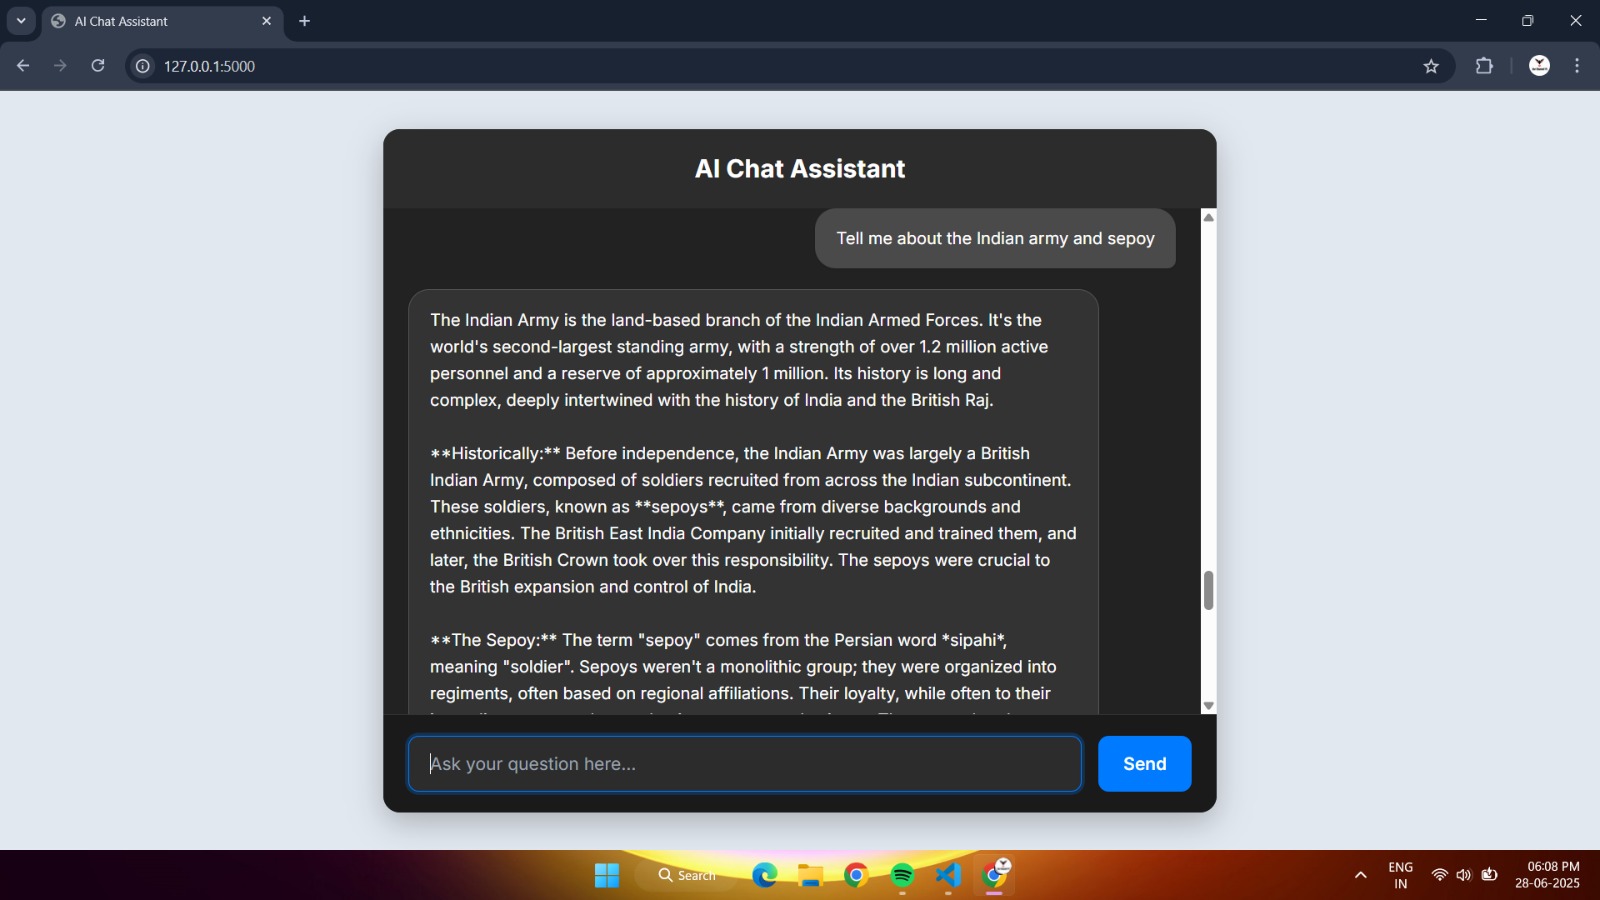 AI Chat Assistant
127.0.0.1:5000
AI Chat Assistant
Tell me about the Indian army and sepoy
The Indian Army is the land-based branch of the Indian Armed Forces. It's the
world's second-largest standing army, with a strength of over 1.2 million active
personnel and a reserve of approximately 1 million. Its history is long and
complex, deeply intertwined with the history of India and the British Raj.
**Historically:** Before independence, the Indian Army was largely a British
Indian Army, composed of soldiers recruited from across the Indian subcontinent.
These soldiers, known as **sepoys**, came from diverse backgrounds and
ethnicities. The British East India Company initially recruited and trained them, and
later, the British Crown took over this responsibility. The sepoys were crucial to
the British expansion and control of India.
**The Sepoy:** The term "sepoy" comes from the Persian word *sipahi*,
meaning "soldier". Sepoys weren't a monolithic group; they were organized into
regiments, often based on regional affiliations. Their loyalty, while often to their
Ask your question here...
Send
Search
ENG
IN
06:08 PM
28-06-2025